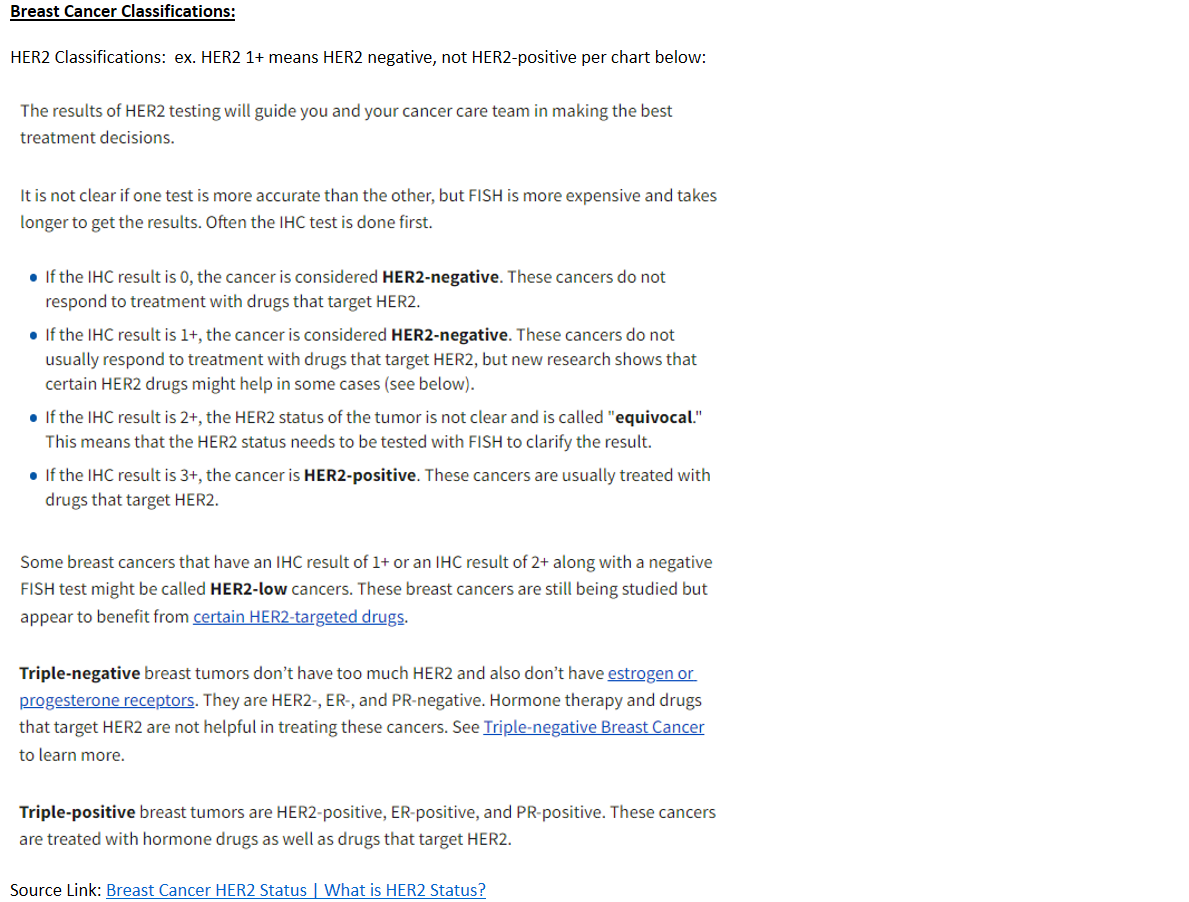 Breast Cancer Classifications:
HER2 Classifications:  ex. HER2 1+ means HER2 negative, not HER2-positive per chart below:
The results of HER2 testing will guide you and your cancer care team in making the best
treatment decisions.
It is not clear if one test is more accurate than the other, but FISH is more expensive and takes
longer to get the results. Often the IHC test is done first.
• If the IHC result is 0, the cancer is considered HER2-negative. These cancers do not
respond to treatment with drugs that target HER2.
• If the IHC result is 1+, the cancer is considered HER2-negative. These cancers do not
usually respond to treatment with drugs that target HER2, but new research shows that
certain HER2 drugs might help in some cases (see below).
• If the IHC result is 2+, the HER2 status of the tumor is not clear and is called "equivocal."
This means that the HER2 status needs to be tested with FISH to clarify the result.
• If the IHC result is 3+, the cancer is HER2-positive. These cancers are usually treated with
drugs that target HER2.
Some breast cancers that have an IHC result of 1+ or an IHC result of 2+ along with a negative
FISH test might be called HER2-low cancers. These breast cancers are still being studied but
appear to benefit from certain HER2-targeted drugs.
Triple-negative breast tumors don’t have too much HER2 and also don’t have estrogen or
progesterone receptors. They are HER2-, ER-, and PR-negative. Hormone therapy and drugs
that target HER2 are not helpful in treating these cancers. See Triple-negative Breast Cancer
to learn more.
Triple-positive breast tumors are HER2-positive, ER-positive, and PR-positive. These cancers
are treated with hormone drugs as well as drugs that target HER2.
Source Link: Breast Cancer HER2 Status | What is HER2 Status?